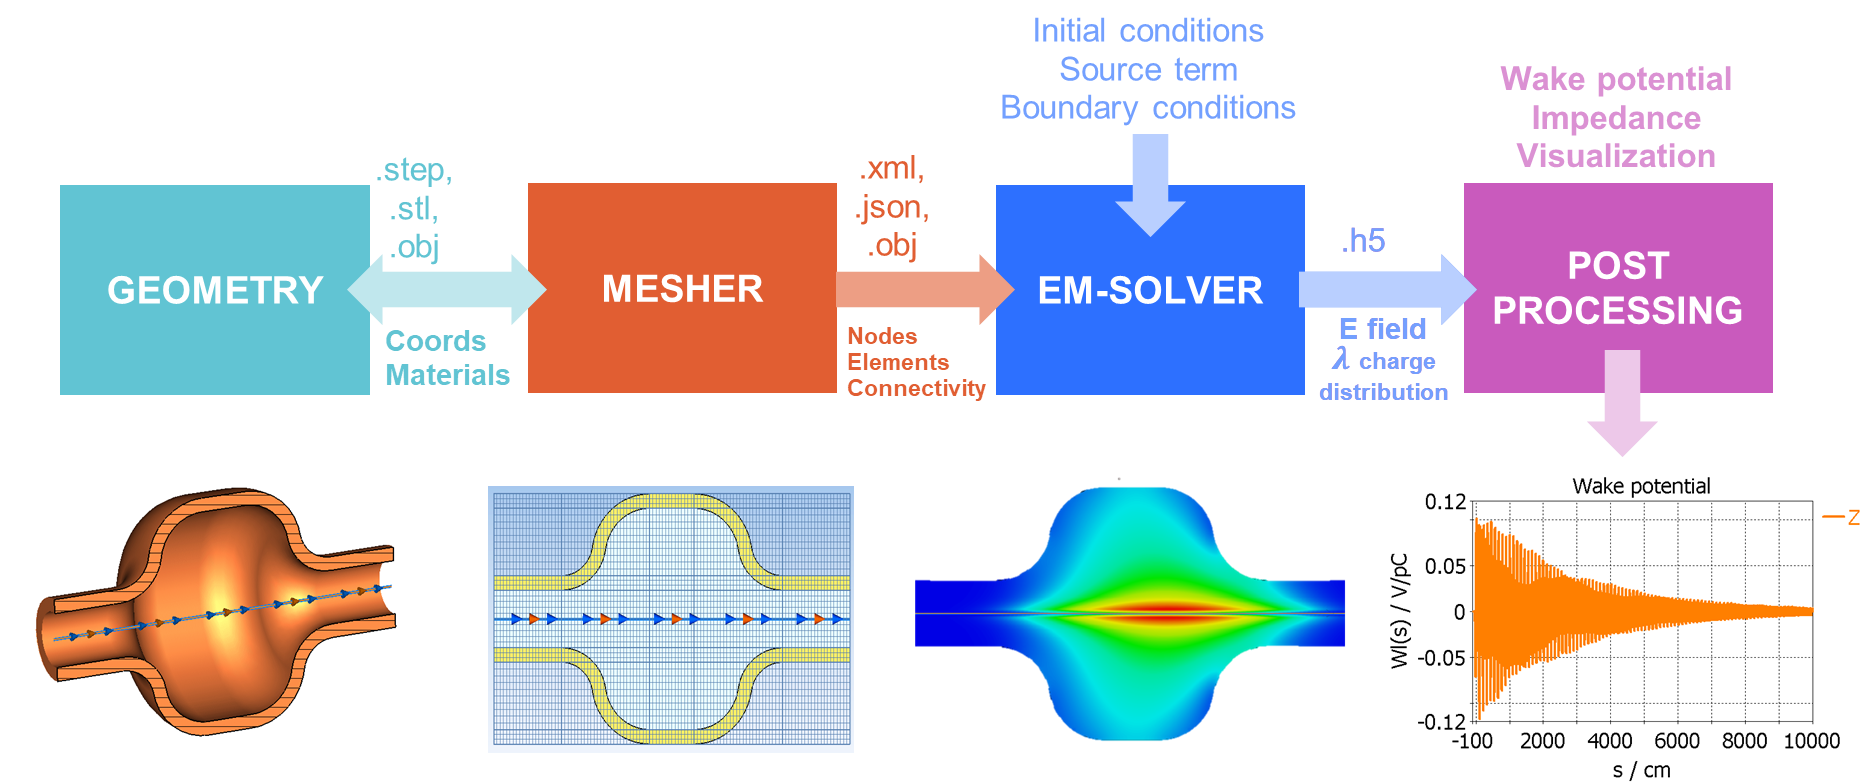 Initial conditions
Source term
Boundary conditions
Wake potential
Impedance
Visualization
.step,
.stl,
.obj
.xml,
.json,
.obj
.h5
GEOMETRY
MESHER
EM-SOLVER
POST
PROCESSING
Coords
Materials
Nodes
Elements
Connectivity
E field
λ charge
distribution
Wake potential
0.12
0.05
0
-0.05
-0.12
Wl(s) / V/pC
Z
-100 2000 4000 6000 8000 10000
s / cm